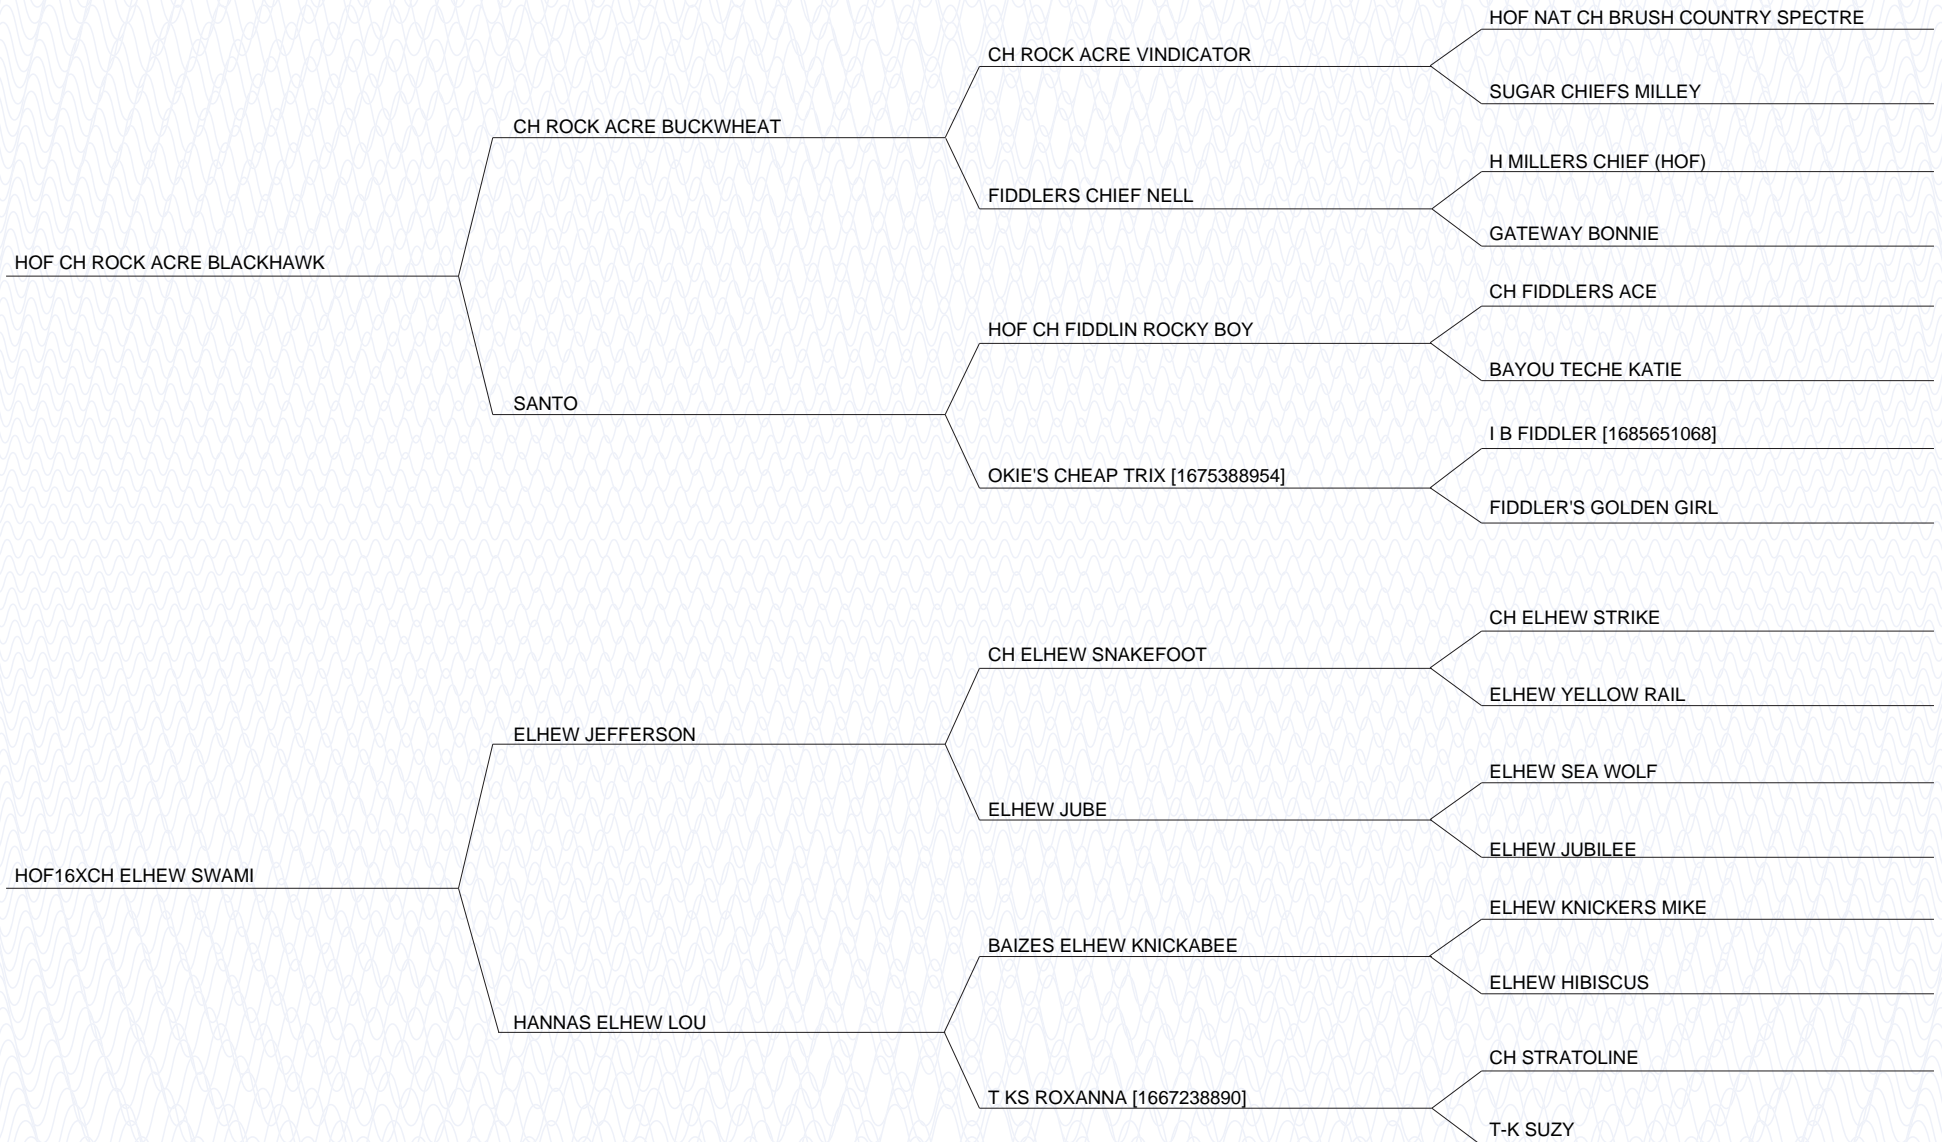 HOF NAT CH BRUSH COUNTRY SPECTRE
CH ROCK ACRE VINDICATOR
SUGAR CHIEFS MILLEY
CH ROCK ACRE BUCKWHEAT
H MILLERS CHIEF (HOF)
FIDDLERS CHIEF NELL
GATEWAY BONNIE
HOF CH ROCK ACRE BLACKHAWK
CH FIDDLERS ACE
HOF CH FIDDLIN ROCKY BOY
BAYOU TECHE KATIE
SANTO
I B FIDDLER [1685651068]
OKIE'S CHEAP TRIX [1675388954]
FIDDLER'S GOLDEN GIRL
CH ELHEW STRIKE
CH ELHEW SNAKEFOOT
ELHEW YELLOW RAIL
ELHEW JEFFERSON
ELHEW SEA WOLF
ELHEW JUBE
ELHEW JUBILEE
HOF16XCH ELHEW SWAMI
ELHEW KNICKERS MIKE
BAIZES ELHEW KNICKABEE
ELHEW HIBISCUS
HANNAS ELHEW LOU
CH STRATOLINE
T KS ROXANNA [1667238890]
T-K SUZY